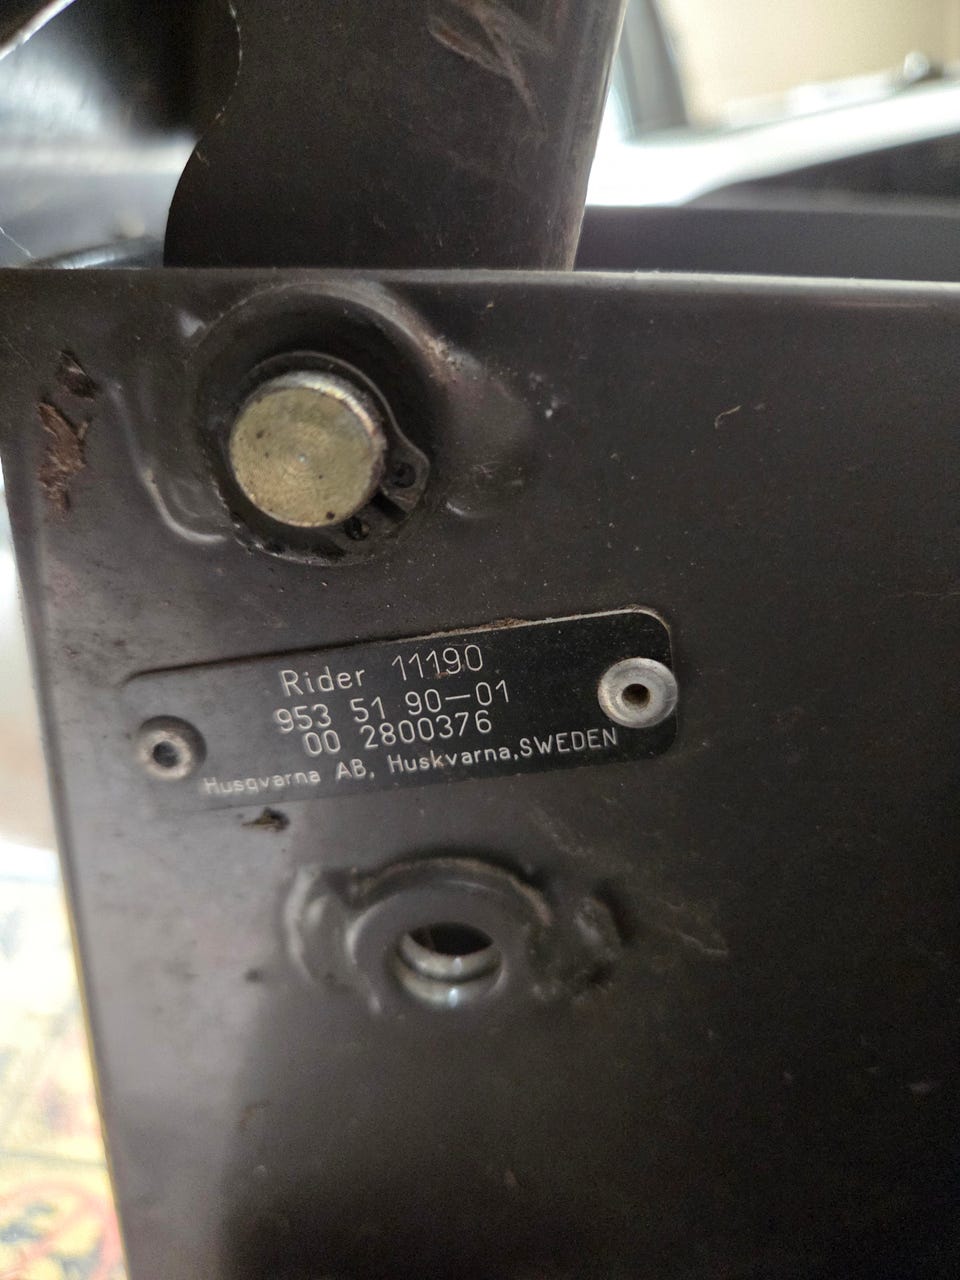 Rider 11190
953 51 90-01
00 2800376
Husqvarna AB, Huskvarna,SWEDEN